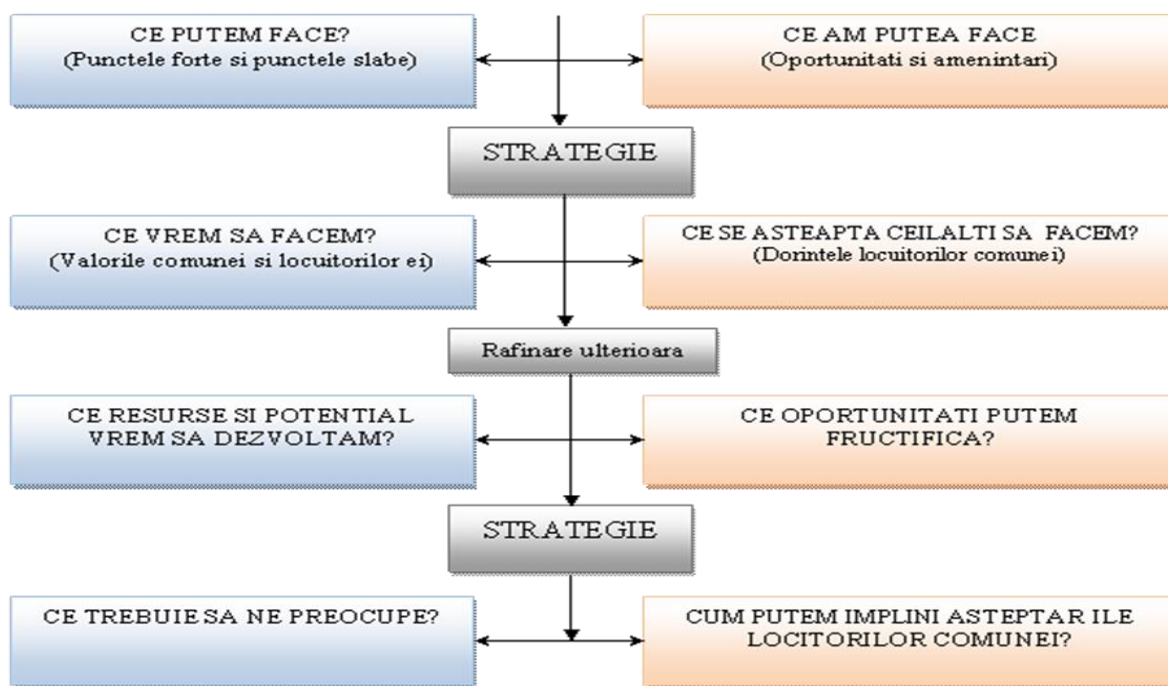 CE PUTEM FACE?
(Punctele forte si punctele slabe)
CE AM PUTEA FACE
(Oportunitati si amenintari)
STRATEGIE
CE VREM SA FACEM?
(Valorile comunei si locuitorilor ei)
CE SE ASTEAPTA CEILALTI SA FACEM?
(Dorintele locuitorilor comunei)
Rafinare ulterioara
CE RESURSE SI POTENTIAL
VREM SA DEZVOLTAM?
CE OPORTUNITATI PUTEM
FRUCTIFICA?
STRATEGIE
CE TREBUIE SA NE PREOCUPE?
CUM PUTEM IMPLINI ASTEPTAR ILE
LOCITORILOR COMUNEI?